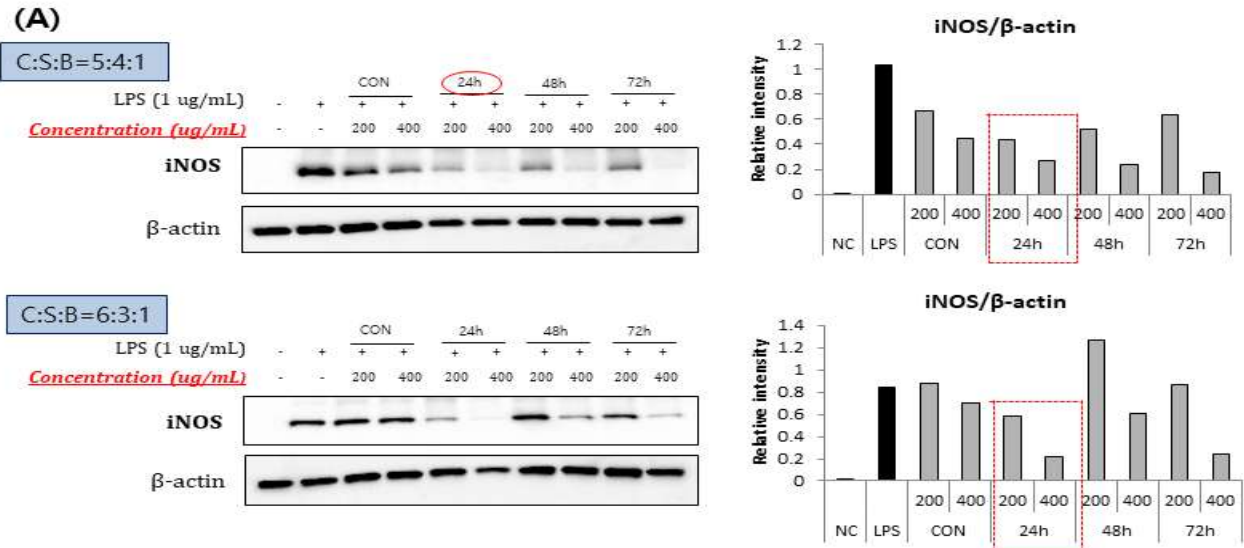 (A)
C:S:B=5:4:1
CON 24h 48h 72h
LPS (1 ug/mL) - + + + + + + + + +
Concentration (ug/mL) - - 200 400 200 400 200 400 200 400
iNOS
β-actin
iNOS/β-actin
Relative intensity
1.2
1
0.8
0.6
0.4
0.2
0
200 400 200 400 200 400 200 400
NC LPS CON 24h 48h 72h
C:S:B=6:3:1
CON 24h 48h 72h
LPS (1 ug/mL) - + + + + + + + + +
Concentration (ug/mL) - - 200 400 200 400 200 400 200 400
iNOS
β-actin
iNOS/β-actin
Relative intensity
1.4
1.2
1
0.8
0.6
0.4
0.2
0
200 400 200 400 200 400 200 400
NC LPS CON 24h 48h 72h